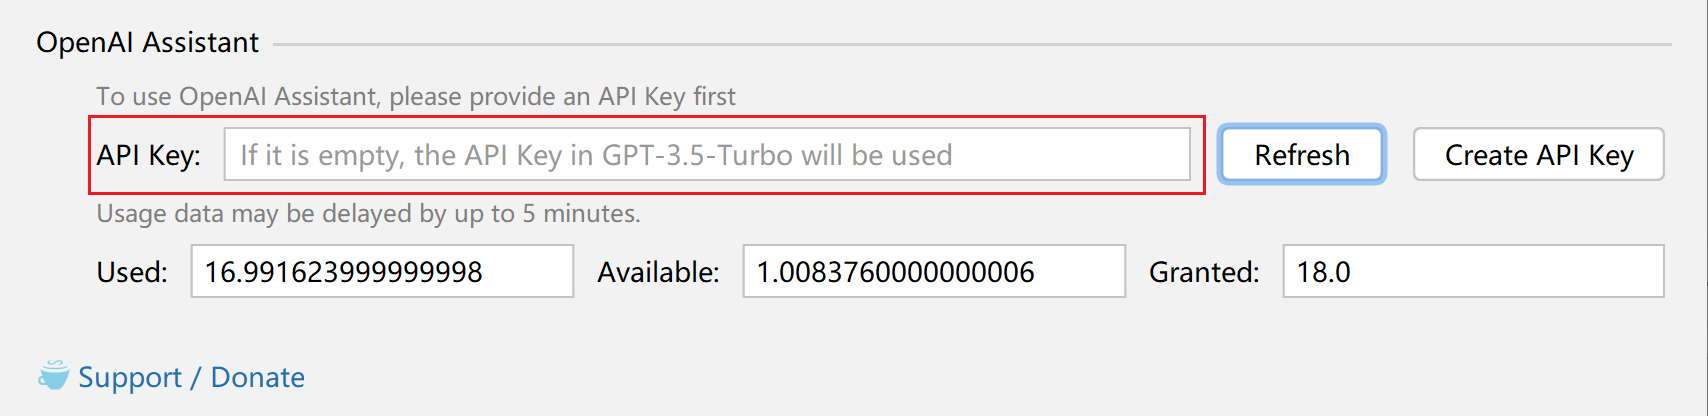 OpenAI Assistant
To use OpenAI Assistant, please provide an API Key first
API Key: If it is empty, the API Key in GPT-3.5-Turbo will be used Refresh Create API Key
Usage data may be delayed by up to 5 minutes.
Used: 16.991623999999998 Available: 1.0083760000000006 Granted: 18.0
Support / Donate